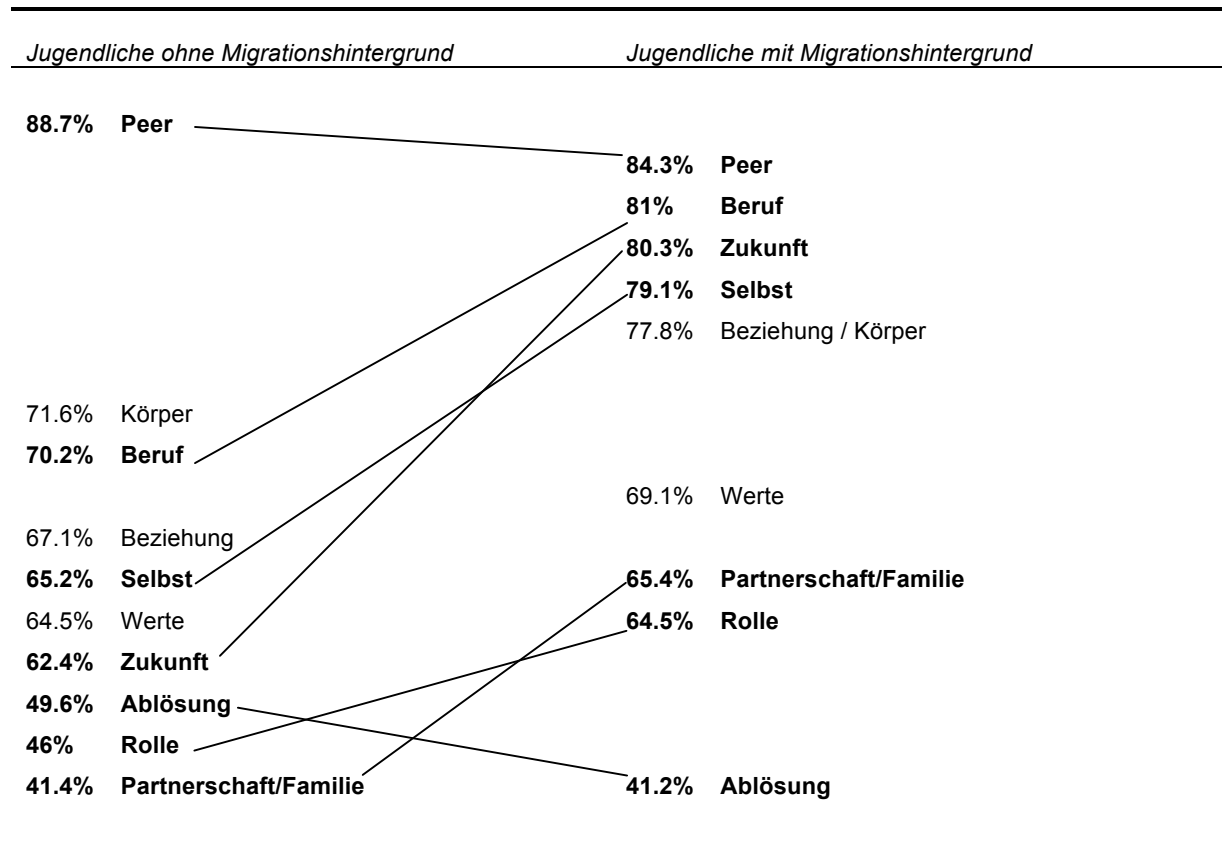 Jugendliche ohne Migrationshintergrund Jugendliche mit Migrationshintergrund
88.7% Peer
84.3% Peer
81% Beruf
80.3% Zukunft
79.1% Selbst
77.8% Beziehung / Körper
71.6% Körper
70.2% Beruf
69.1% Werte
67.1% Beziehung
65.2% Selbst 65.4% Partnerschaft/Familie
64.5% Werte 64.5% Rolle
62.4% Zukunft
49.6% Ablösung
46% Rolle
41.4% Partnerschaft/Familie 41.2% Ablösung